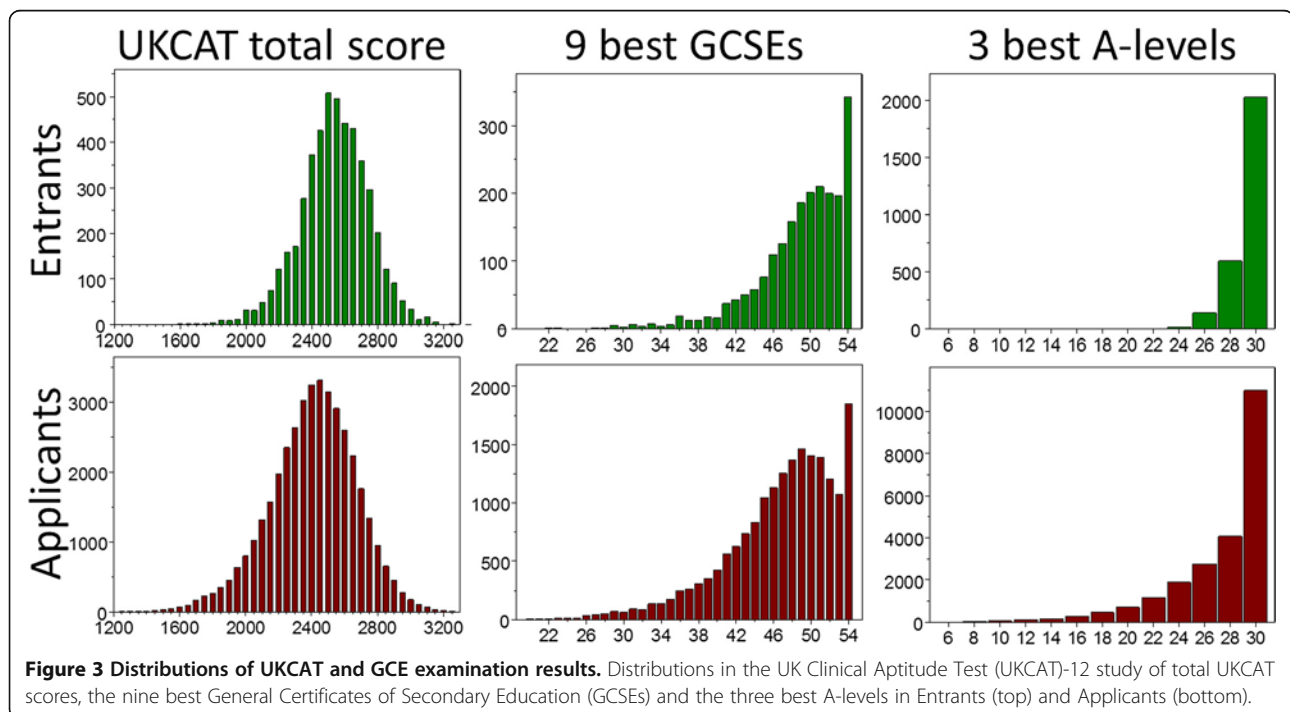 UKCAT total score 9 best GCSEs 3 best A-levels
Entrants
500
400
300
200
100
0
1200 1600 2000 2400 2800 3200
300
200
100
0
22 26 30 34 38 42 46 50 54
2000
1500
1000
500
0
6 8 10 12 14 16 18 20 22 24 26 28 30
Applicants
3000
2000
1000
0
1200 1600 2000 2400 2800 3200
2000
1500
1000
500
0
22 26 30 34 38 42 46 50 54
10000
8000
6000
4000
2000
0
6 8 10 12 14 16 18 20 22 24 26 28 30
Figure 3 Distributions of UKCAT and GCE examination results. Distributions in the UK Clinical Aptitude Test (UKCAT)-12 study of total UKCAT
scores, the nine best General Certificates of Secondary Education (GCSEs) and the three best A-levels in Entrants (top) and Applicants (bottom).